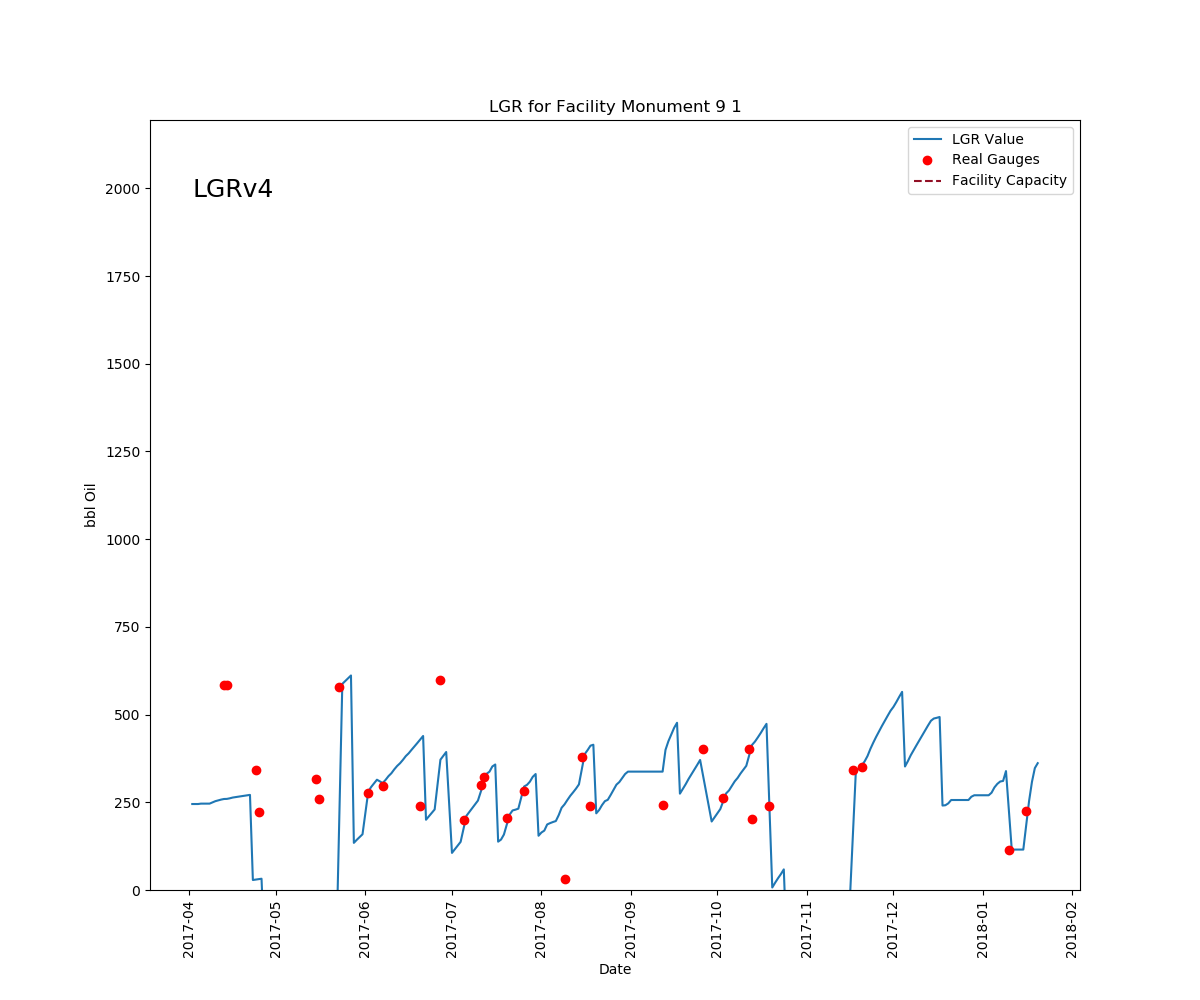 LGR for Facility Monument 9 1
LGRv4
LGR Value
Real Gauges
Facility Capacity
bbl Oil
2000
1750
1500
1250
1000
750
500
250
0
2017-04
2017-05
2017-06
2017-07
2017-08
2017-09
2017-10
2017-11
2017-12
2018-01
2018-02
Date